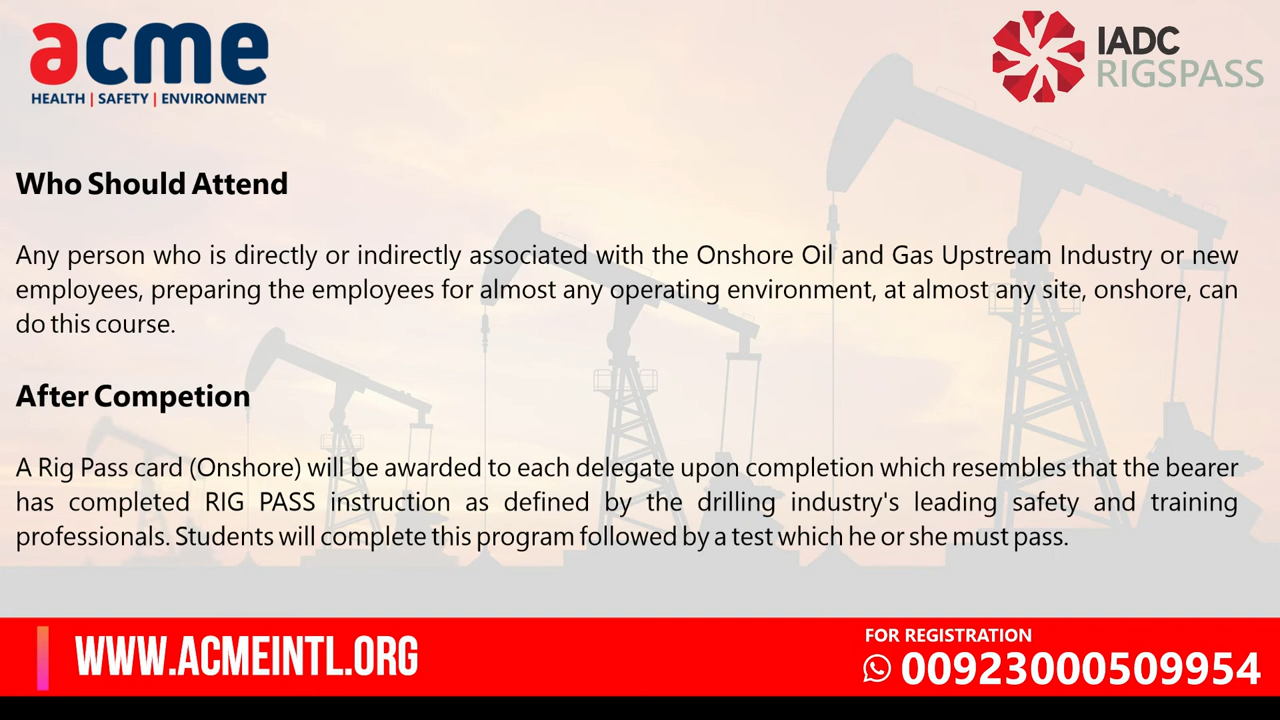 acme
HEALTH | SAFETY | ENVIRONMENT
IADC
RIGSPASS
Who Should Attend
Any person who is directly or indirectly associated with the Onshore Oil and Gas Upstream Industry or new
employees, preparing the employees for almost any operating environment, at almost any site, onshore, can
do this course.
After Competion
A Rig Pass card (Onshore) will be awarded to each delegate upon completion which resembles that the bearer
has completed RIG PASS instruction as defined by the drilling industry's leading safety and training
professionals. Students will complete this program followed by a test which he or she must pass.
WWW.ACMEINTL.ORG
FOR REGISTRATION
00923000509954